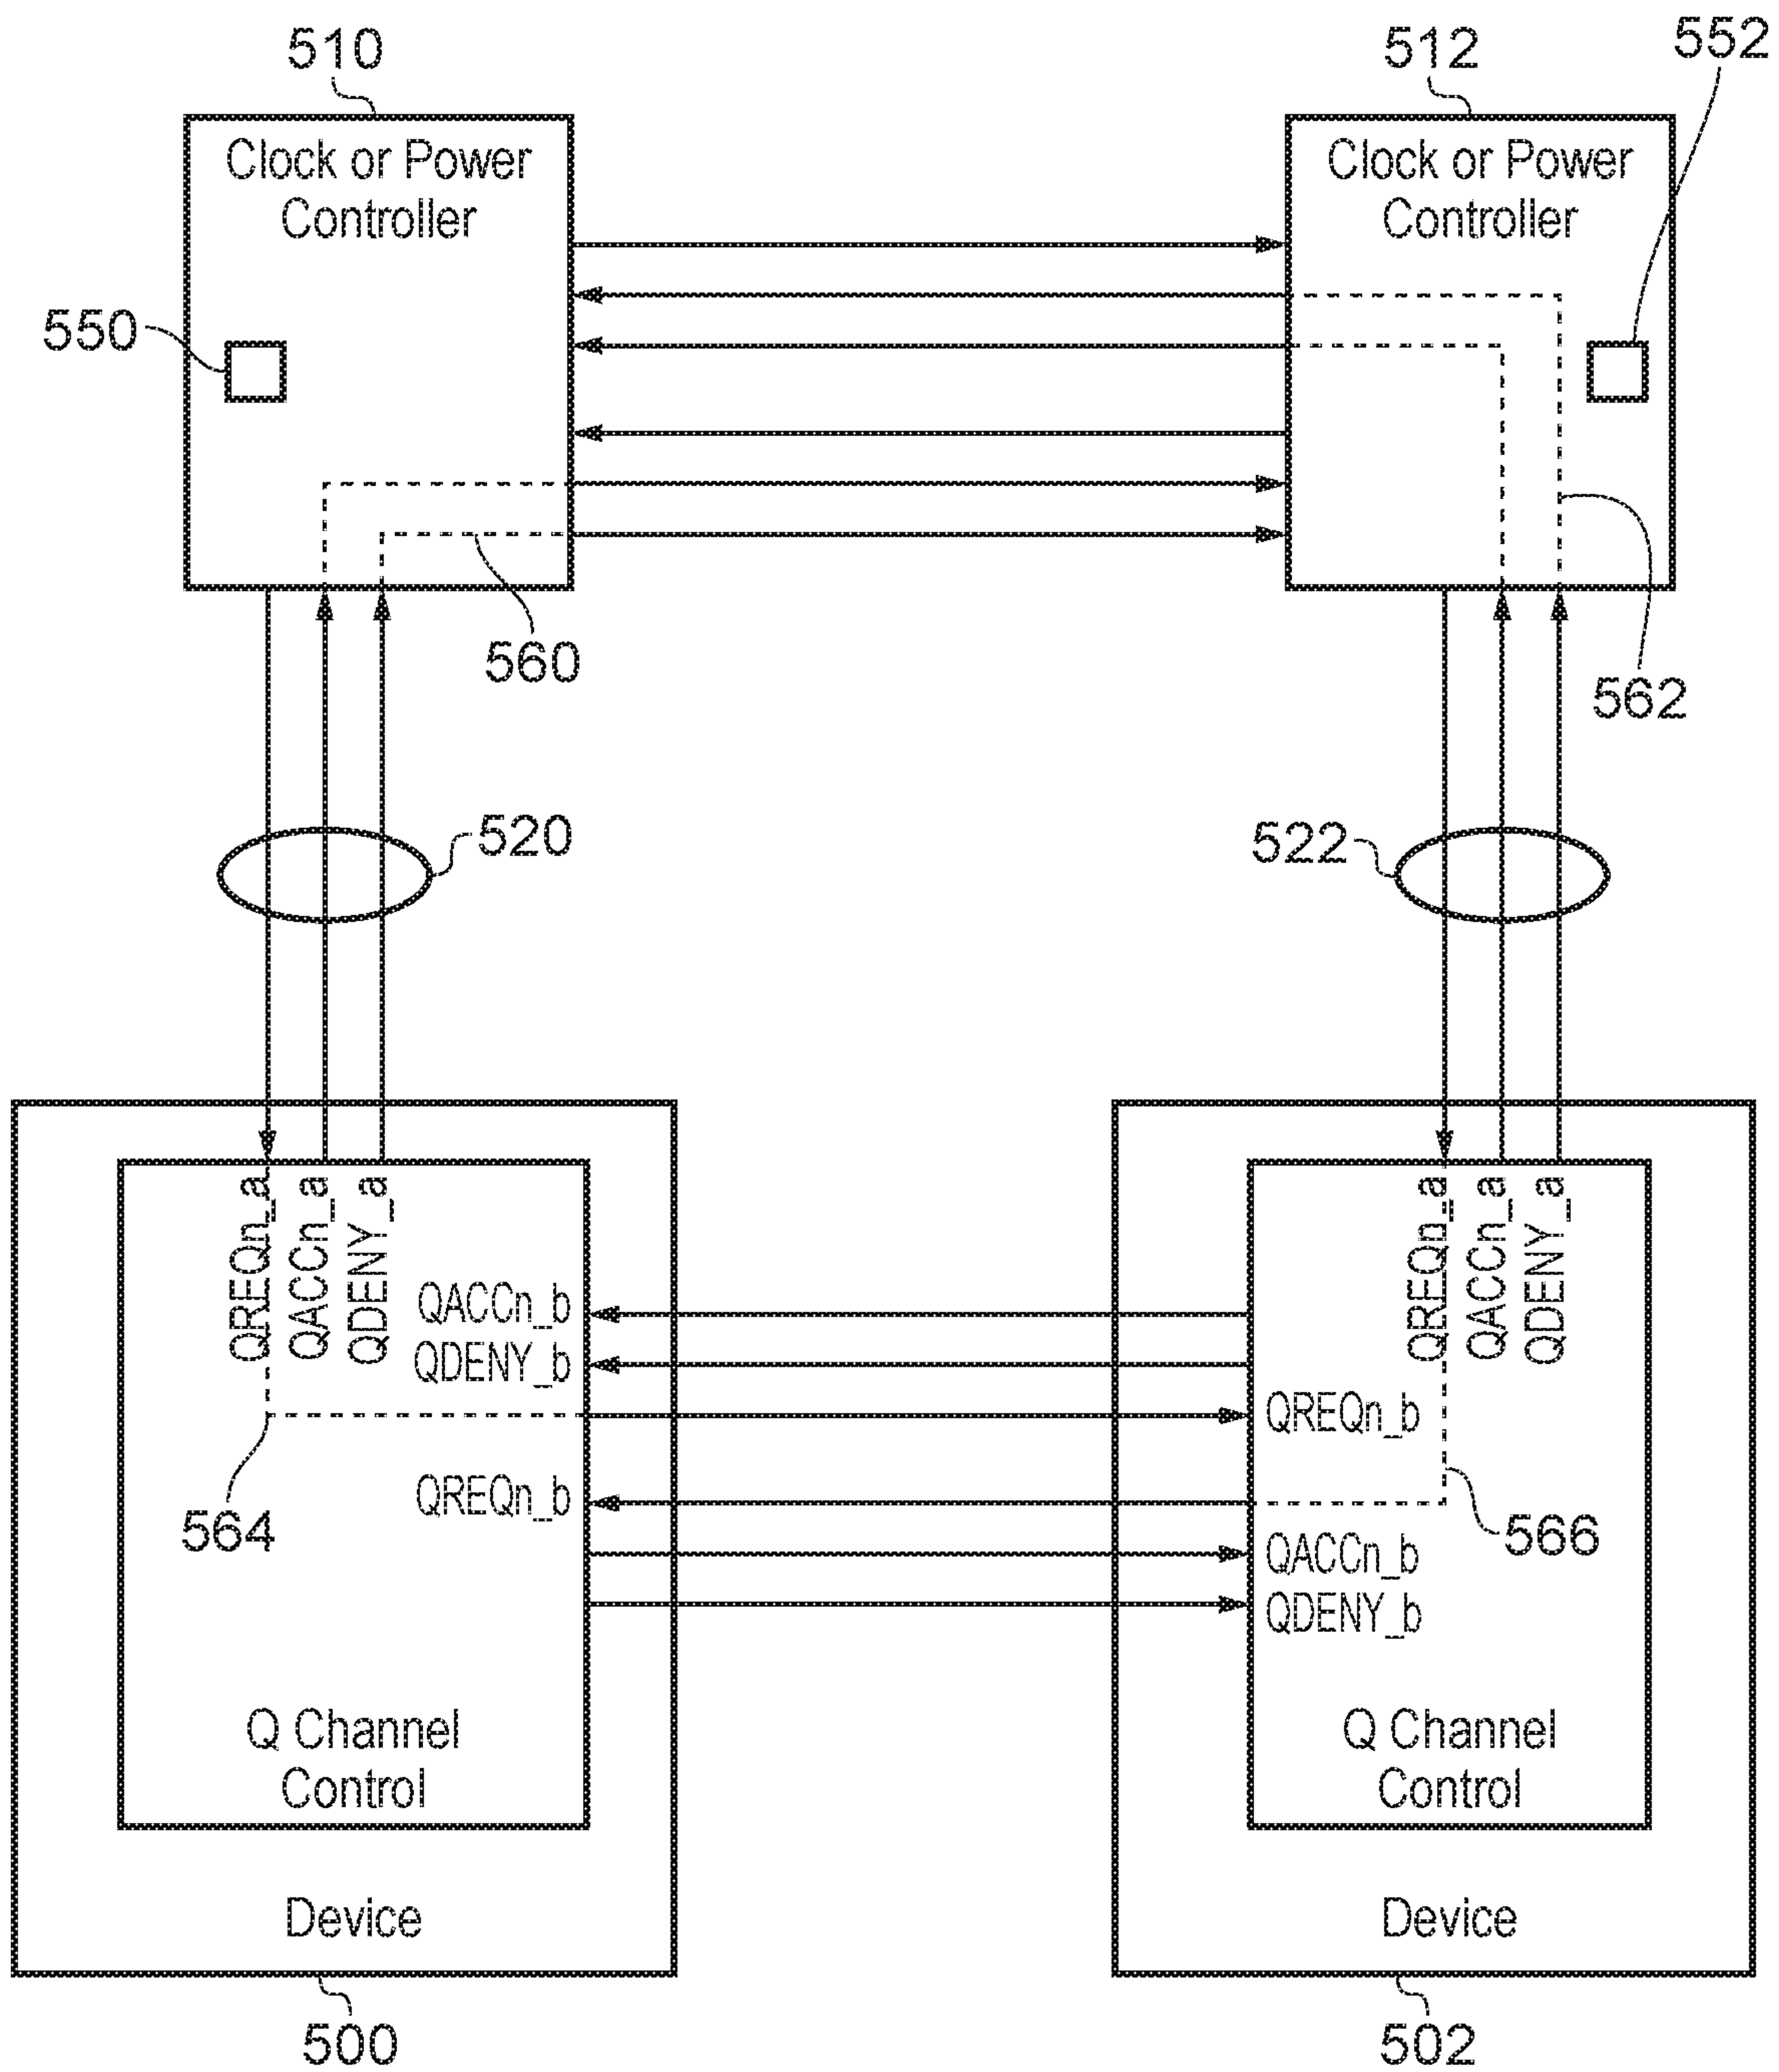 510
512
552
Clock or Power
Controller
Clock or Power
Controller
550
560
562
520
522
QREQn_a
QACCn_a
QDENY_a
QREQn_a
QACCn_a
QDENY_a
QACCn_b
QDENY_b
QREQn_b
QREQn_b
564
566
QACCn_b
QDENY_b
Q Channel
Control
Q Channel
Control
Device
Device
500
502